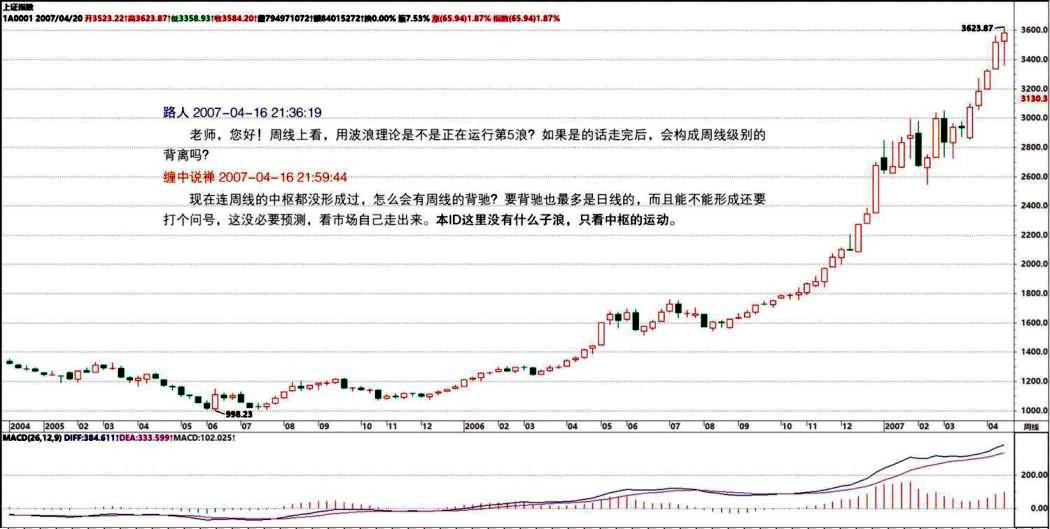 上证指数
1A0001 2007/04/20 开3523.22↑高3623.87↑低3358.93↑收3584.20↑量794971072↑额84015272↑换0.00% 振7.53% 涨(65.94)1.87% 指数(65.94)1.87%
3623.87
3600.0
3400.0
3200.0
3130.3
路人 2007-04-16 21:36:19
3000.0
老师，您好！周线上看，用波浪理论是不是正在运行第5浪？如果是的话走完后，会构成周线级别的
背离吗？
2800.0
缠中说禅 2007-04-16 21:59:44
2600.0
现在连周线的中枢都没形成过，怎么会有周线的背驰？要背驰也最多是日线的，而且能不能形成还要
2400.0
打个问号，这没必要预测，看市场自己走出来。本ID这里没有什么子浪，只看中枢的运动。
2200.0
2000.0
1800.0
1600.0
1400.0
1200.0
1000.0
998.23
2004 2005 02 03 04 05 06 07 08 09 10 11 12 2006 02 03 04 05 06 07 08 09 10 11 12 2007 02 03 04 周线
MACD(26,12,9) DIFF:384.611↑DEA:333.599↑MACD:102.025↑
200.00
0.00